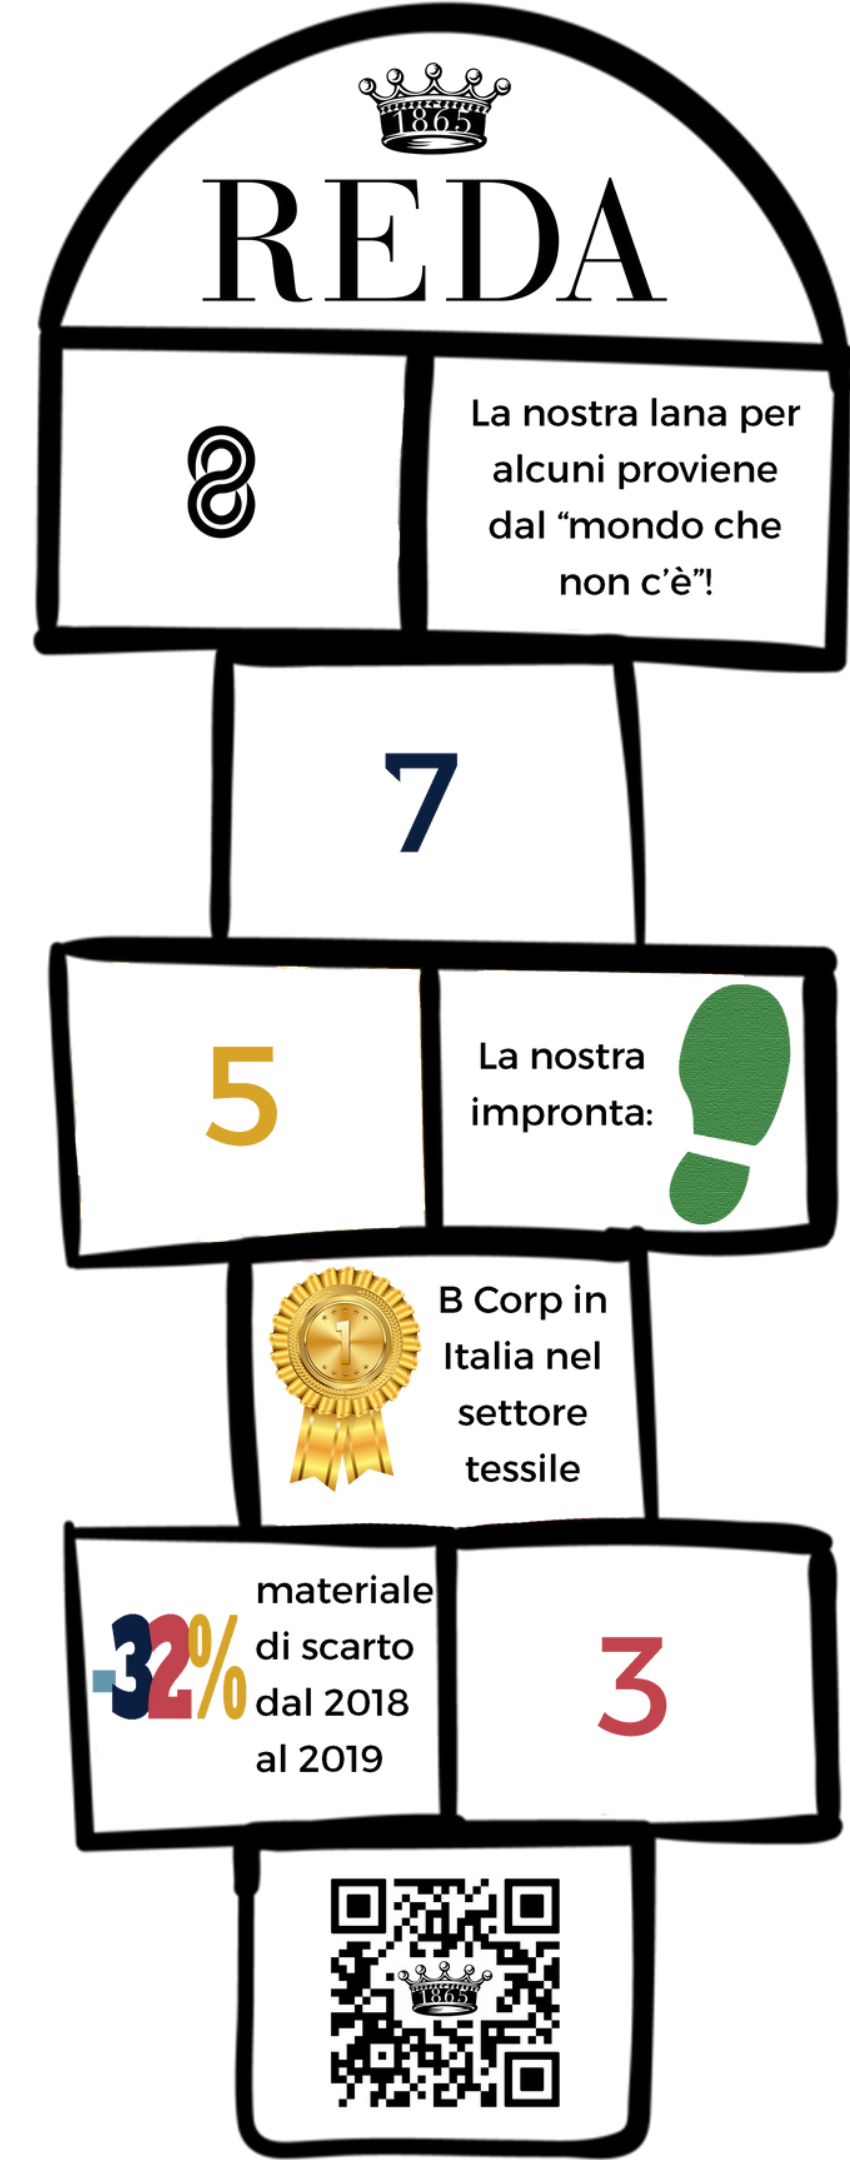 1865
REDA
8
La nostra lana per
alcuni proviene
dal “mondo che
non c’è”!
7
5
La nostra
impronta:
1
B Corp in
Italia nel
settore
tessile
-32%
materiale
di scarto
dal 2018
al 2019
3
1865